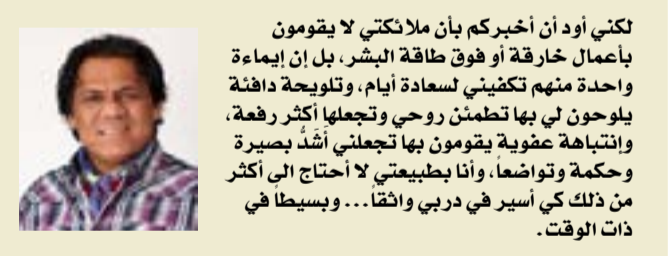 لكني أود أن أخبركم بأن ملائكتي لا يقومون
بأعمال خارقة أو فوق طاقة البشر، بل إن إيماءة
واحدة منهم تكفيني لسعادة أيام، وتلويحة دافئة
يلوحون لي بها تطمئن روحي وتجعلها أكثر رفعة،
وإنتباهة عفوية يقومون بها تجعلني أَشَدُّ بصيرة
وحكمة وتواضعاً، وأنا بطبيعتي لا أحتاج الى أكثر
من ذلك كي أسير في دربي واثقاً... وبسيطاً في
ذات الوقت.